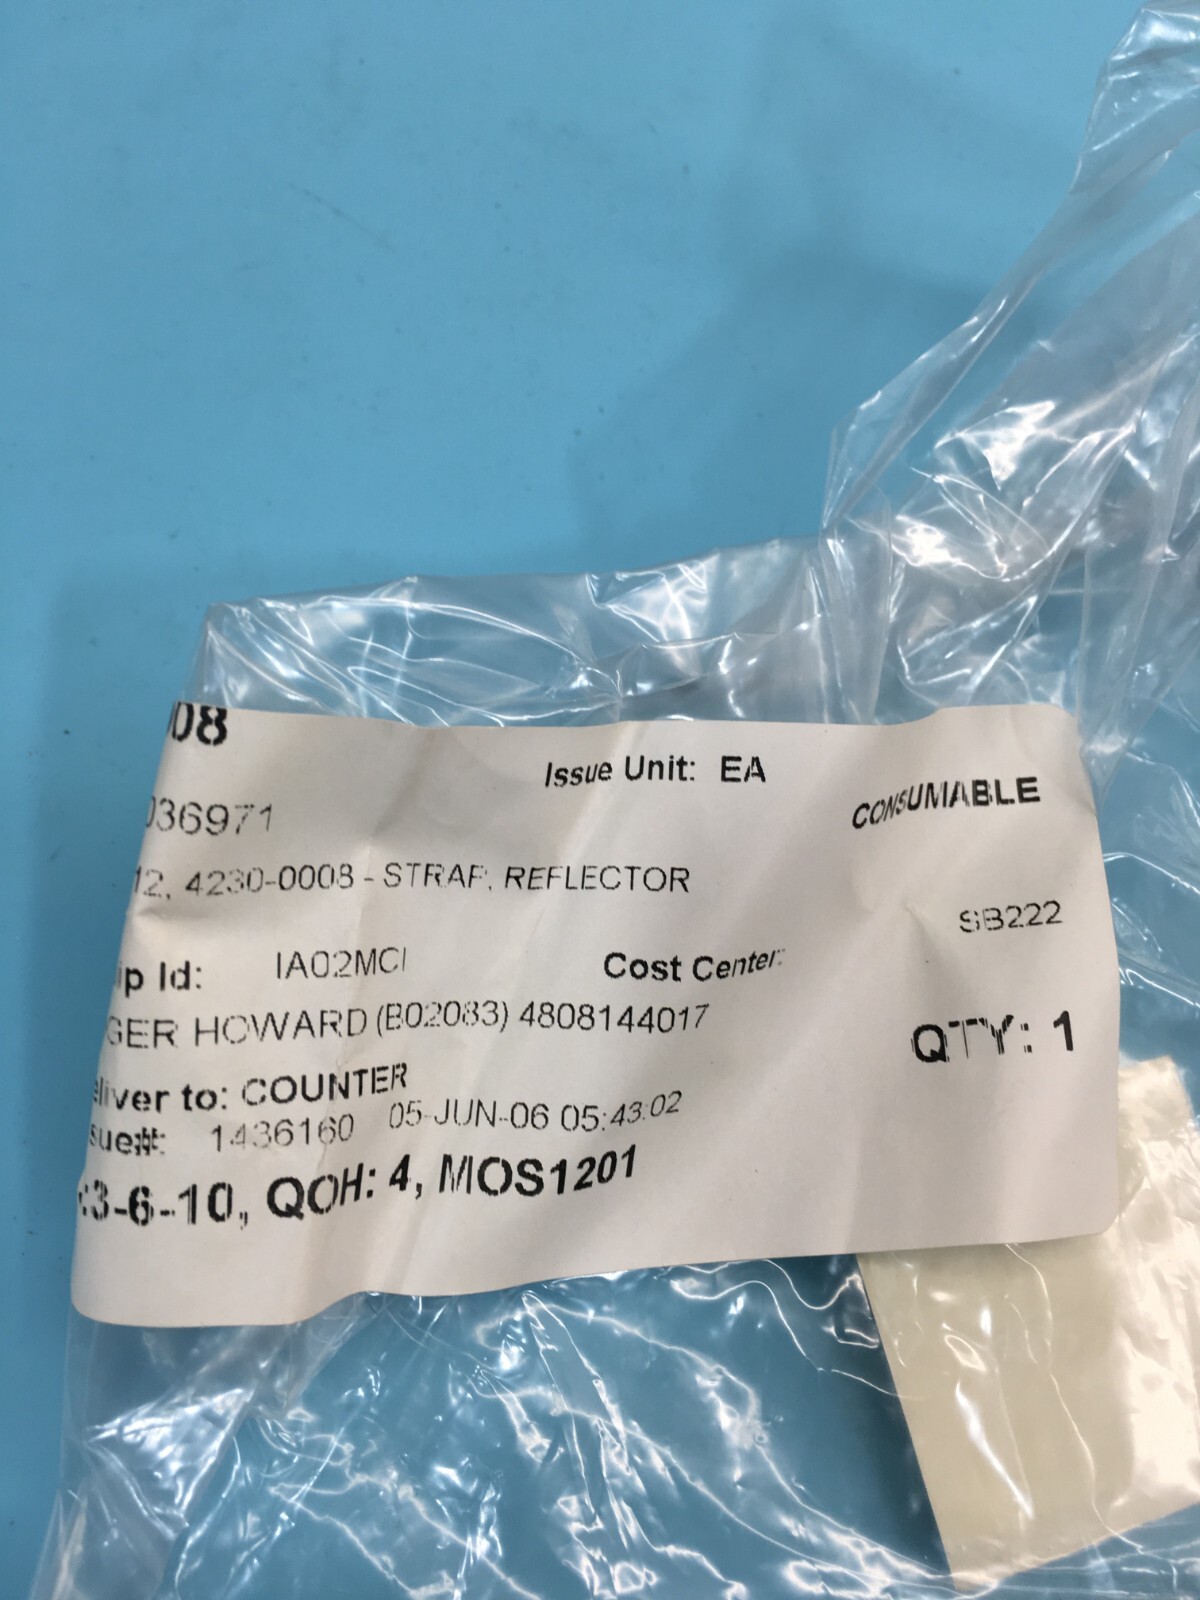 008
Issue Unit: EA
CONSUMABLE
036971
12, 4230-0008 - STRAP, REFLECTOR
SB222
ip Id: IA02MCI Cost Center:
GER HOWARD (B02083) 4808144017
QTY: 1
eliver to: COUNTER
sue#: 1436160 05-JUN-06 05:43:02
3-6-10, QOH: 4, MOS1201